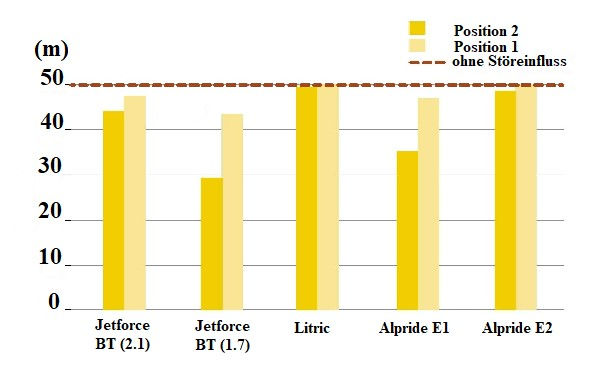 Position 2
Position 1
ohne Störeinfluss
(m)
50
40
30
20
10
0
Jetforce
BT (2.1)
Jetforce
BT (1.7)
Litric
Alpride E1
Alpride E2